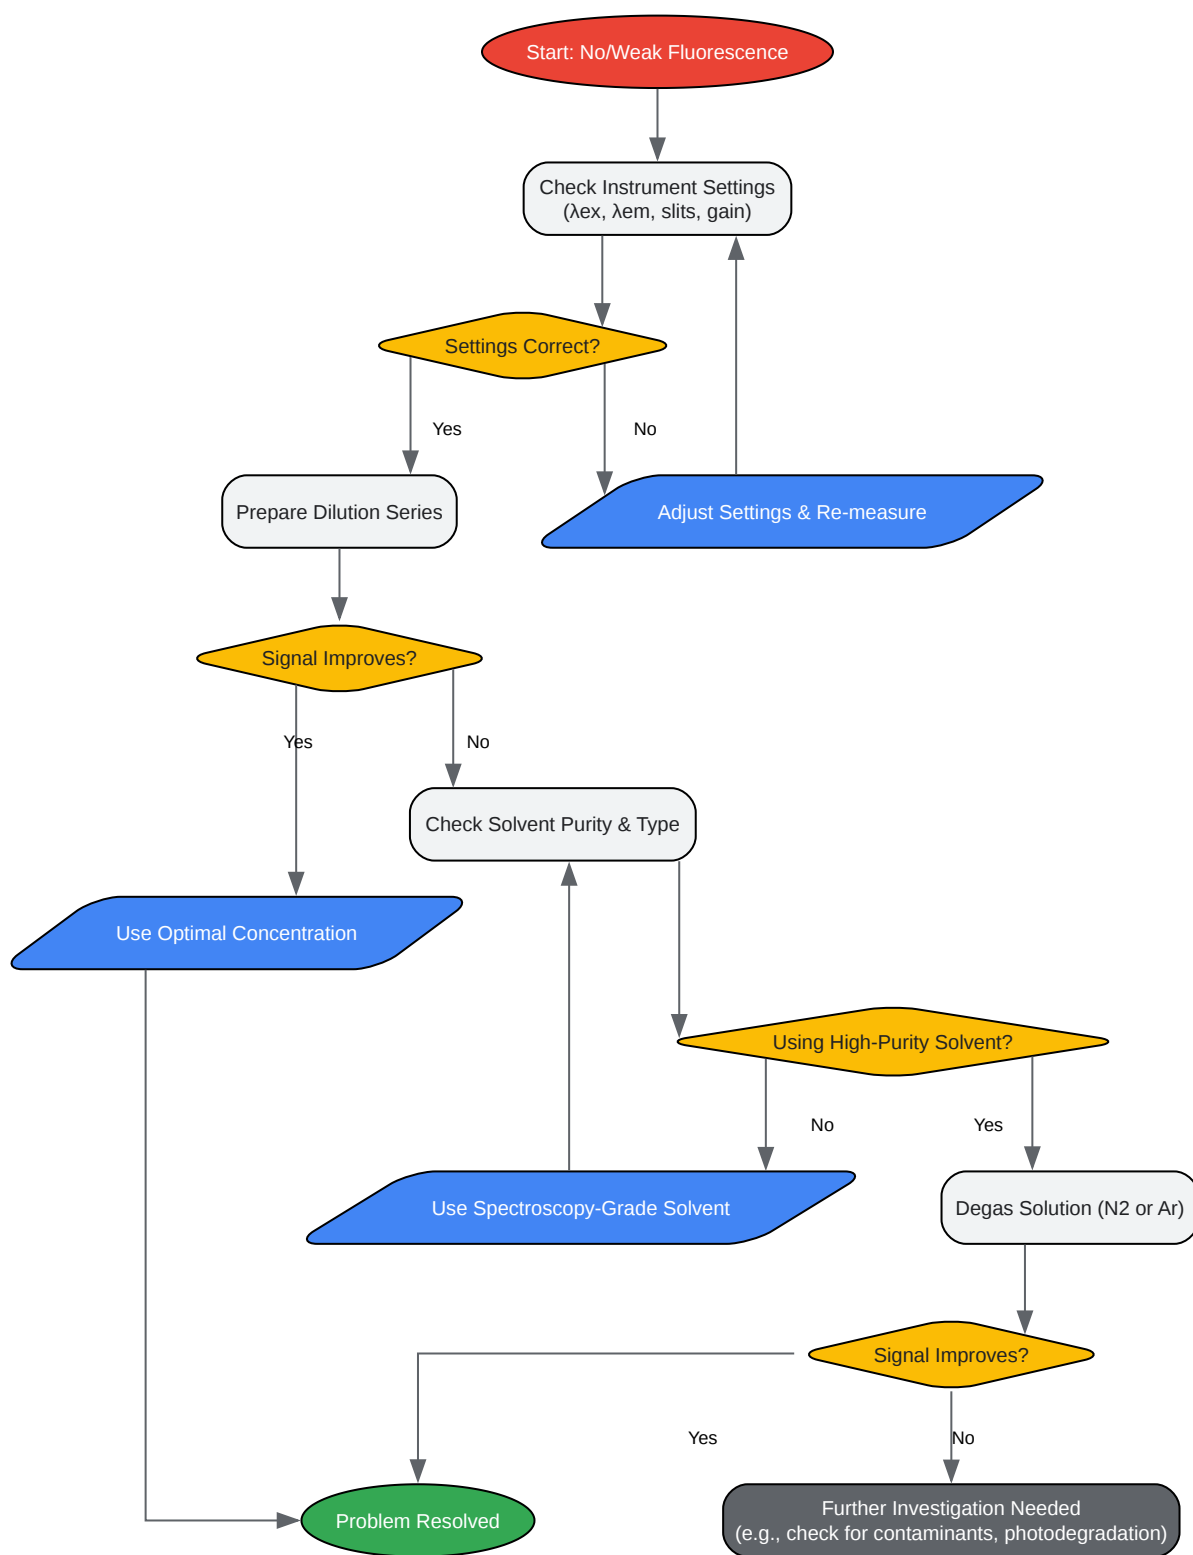 Start: No/Weak Fluorescence
Check Instrument Settings
(λex, λem, slits, gain)
Settings Correct?
Yes
No
Prepare Dilution Series
Adjust Settings & Re-measure
Signal Improves?
Yes
No
Check Solvent Purity & Type
Use Optimal Concentration
Using High-Purity Solvent?
No
Yes
Use Spectroscopy-Grade Solvent
Degas Solution (N2 or Ar)
Signal Improves?
Yes
No
Problem Resolved
Further Investigation Needed
(e.g., check for contaminants, photodegradation)